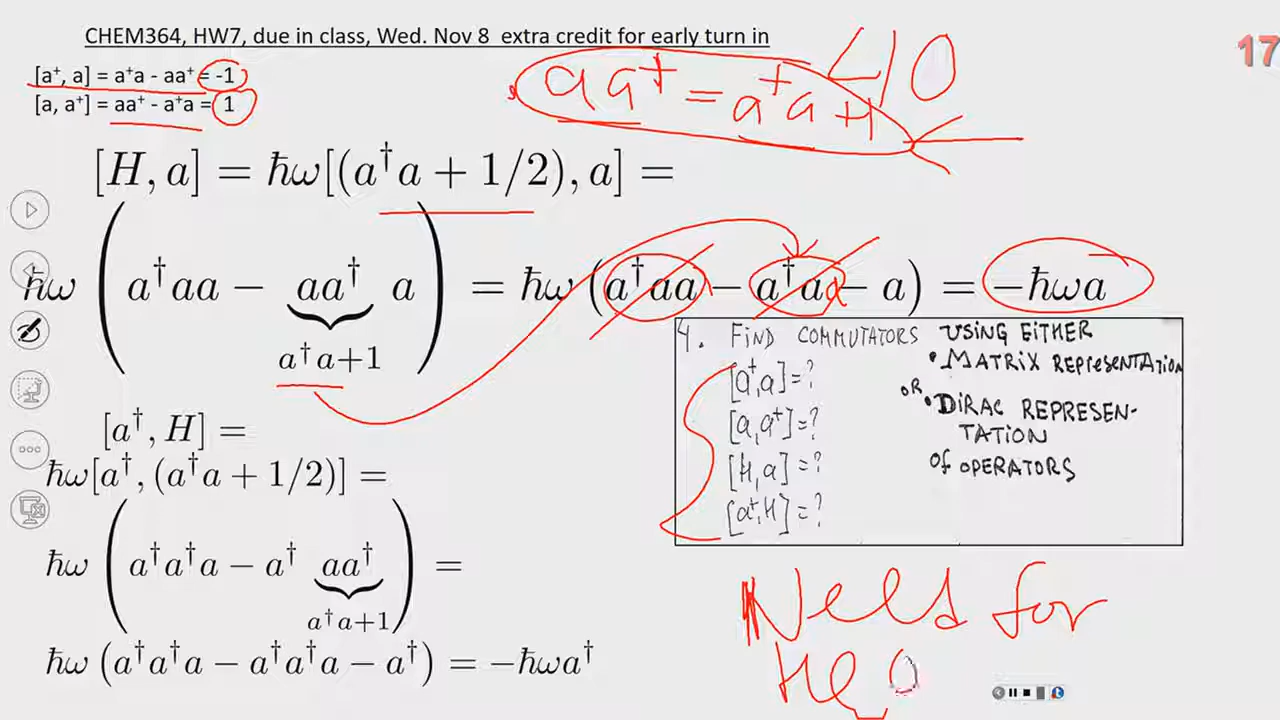 CHEM364, HW7, due in class, Wed. Nov 8 extra credit for early turn in
17
[a⁺, a] = a⁺a - aa⁺ = -1
[a, a⁺] = aa⁺ - a⁺a = 1
aa⁺ = a⁺a +1
[H, a] = ħω[(a†a + 1/2), a] =
ħω ( a†aa − aa† a ) = ħω (a†aa − a†aa − a) = −ħωa
a†a+1
4. FIND COMMUTATORS USING EITHER
• MATRIX REPRESENTATION
[a⁺,a]=?
OR • DIRAC REPRESEN-
[a,a⁺]=? TATION
[H,a]=? OF OPERATORS
[a⁺H]=?
[a†, H] =
ħω[a†, (a†a + 1/2)] =
ħω ( a†a†a − a† aa† ) =
a†a+1
ħω (a†a†a − a†a†a − a†) = −ħωa†
Need for